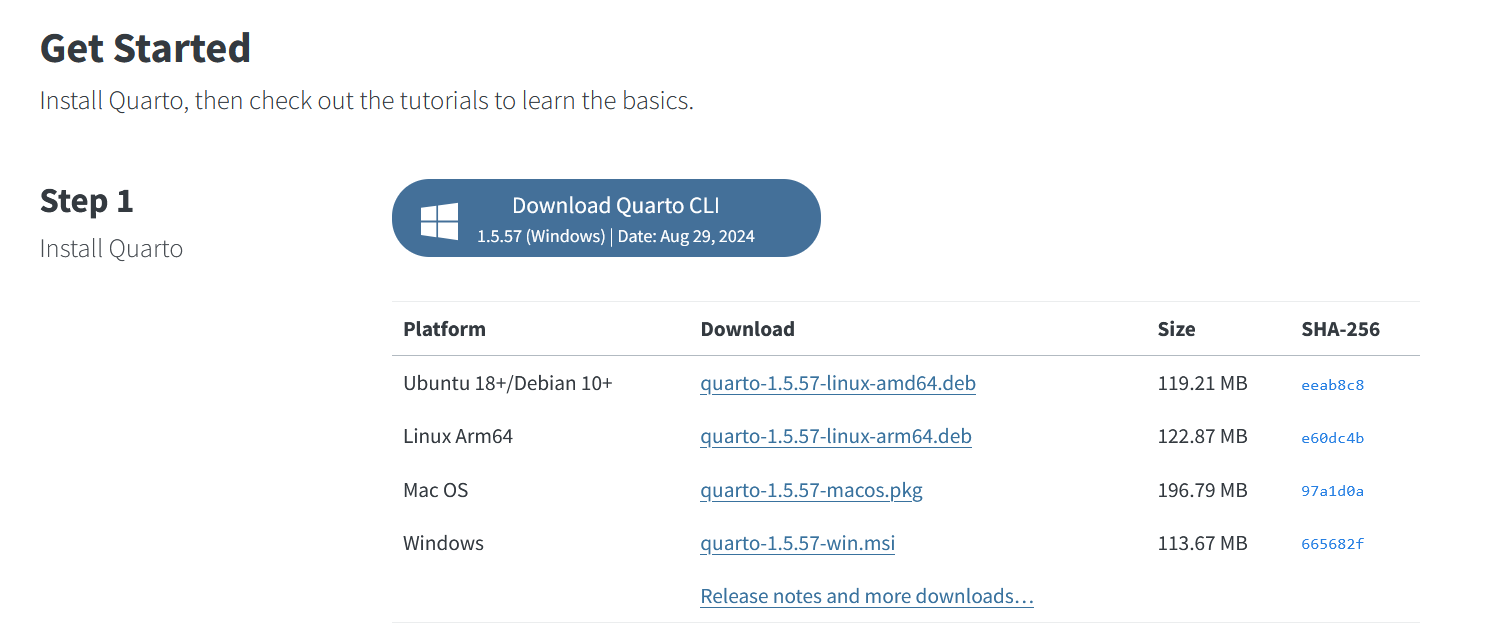 Get Started
Install Quarto, then check out the tutorials to learn the basics.
Step 1
Install Quarto
Download Quarto CLI
1.5.57 (Windows) | Date: Aug 29, 2024
Platform Download Size SHA-256
Ubuntu 18+/Debian 10+ quarto-1.5.57-linux-amd64.deb 119.21 MB eeab8c8
Linux Arm64 quarto-1.5.57-linux-arm64.deb 122.87 MB e60dc4b
Mac OS quarto-1.5.57-macos.pkg 196.79 MB 97a1d0a
Windows quarto-1.5.57-win.msi 113.67 MB 665682f
Release notes and more downloads…